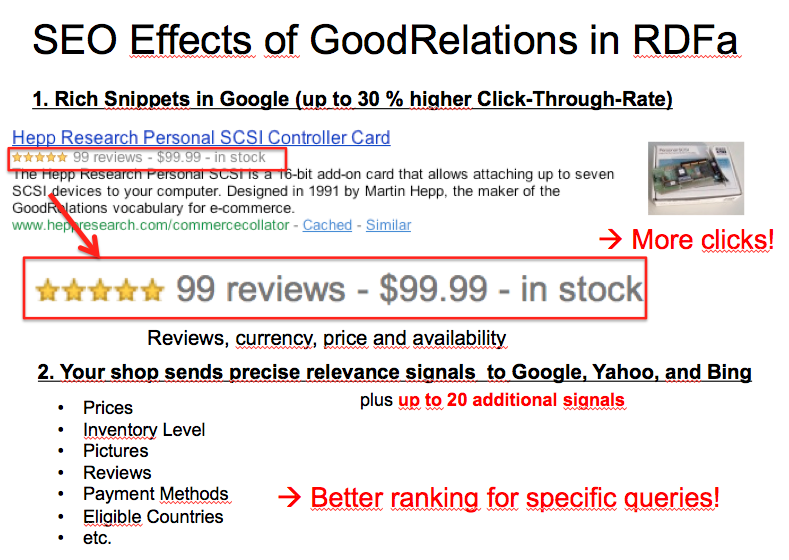 SEO Effects of GoodRelations in RDFa
1. Rich Snippets in Google (up to 30 % higher Click-Through-Rate)
Hepp Research Personal SCSI Controller Card
99 reviews - $99.99 - in stock
The Hepp Research Personal SCSI is a 16-bit add-on card that allows attaching up to seven
SCSI devices to your computer. Designed in 1991 by Martin Hepp, the maker of the
GoodRelations vocabulary for e-commerce.
www.heppresearch.com/commercecollator - Cached - Similar
Personal SCSI
→ More clicks!
99 reviews - $99.99 - in stock
Reviews, currency, price and availability
2. Your shop sends precise relevance signals to Google, Yahoo, and Bing
plus up to 20 additional signals
• Prices
• Inventory Level
• Pictures
• Reviews
• Payment Methods
• Eligible Countries
• etc.
→ Better ranking for specific queries!